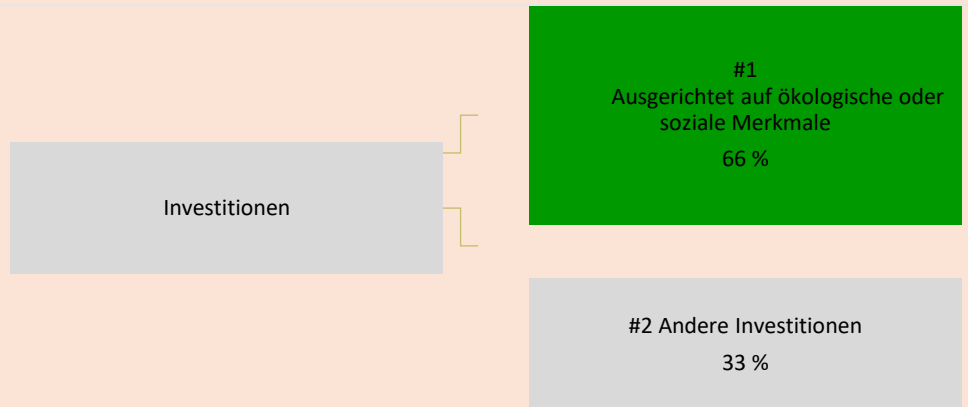 Investitionen
#1
Ausgerichtet auf ökologische oder
soziale Merkmale
66 %
#2 Andere Investitionen
33 %